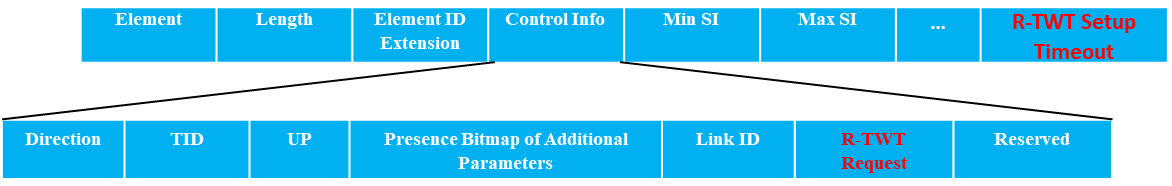 Element Length Element ID Control Info Min SI Max SI ... R-TWT Setup
Extension Timeout
Direction TID UP Presence Bitmap of Additional Link ID R-TWT Reserved
Parameters Request